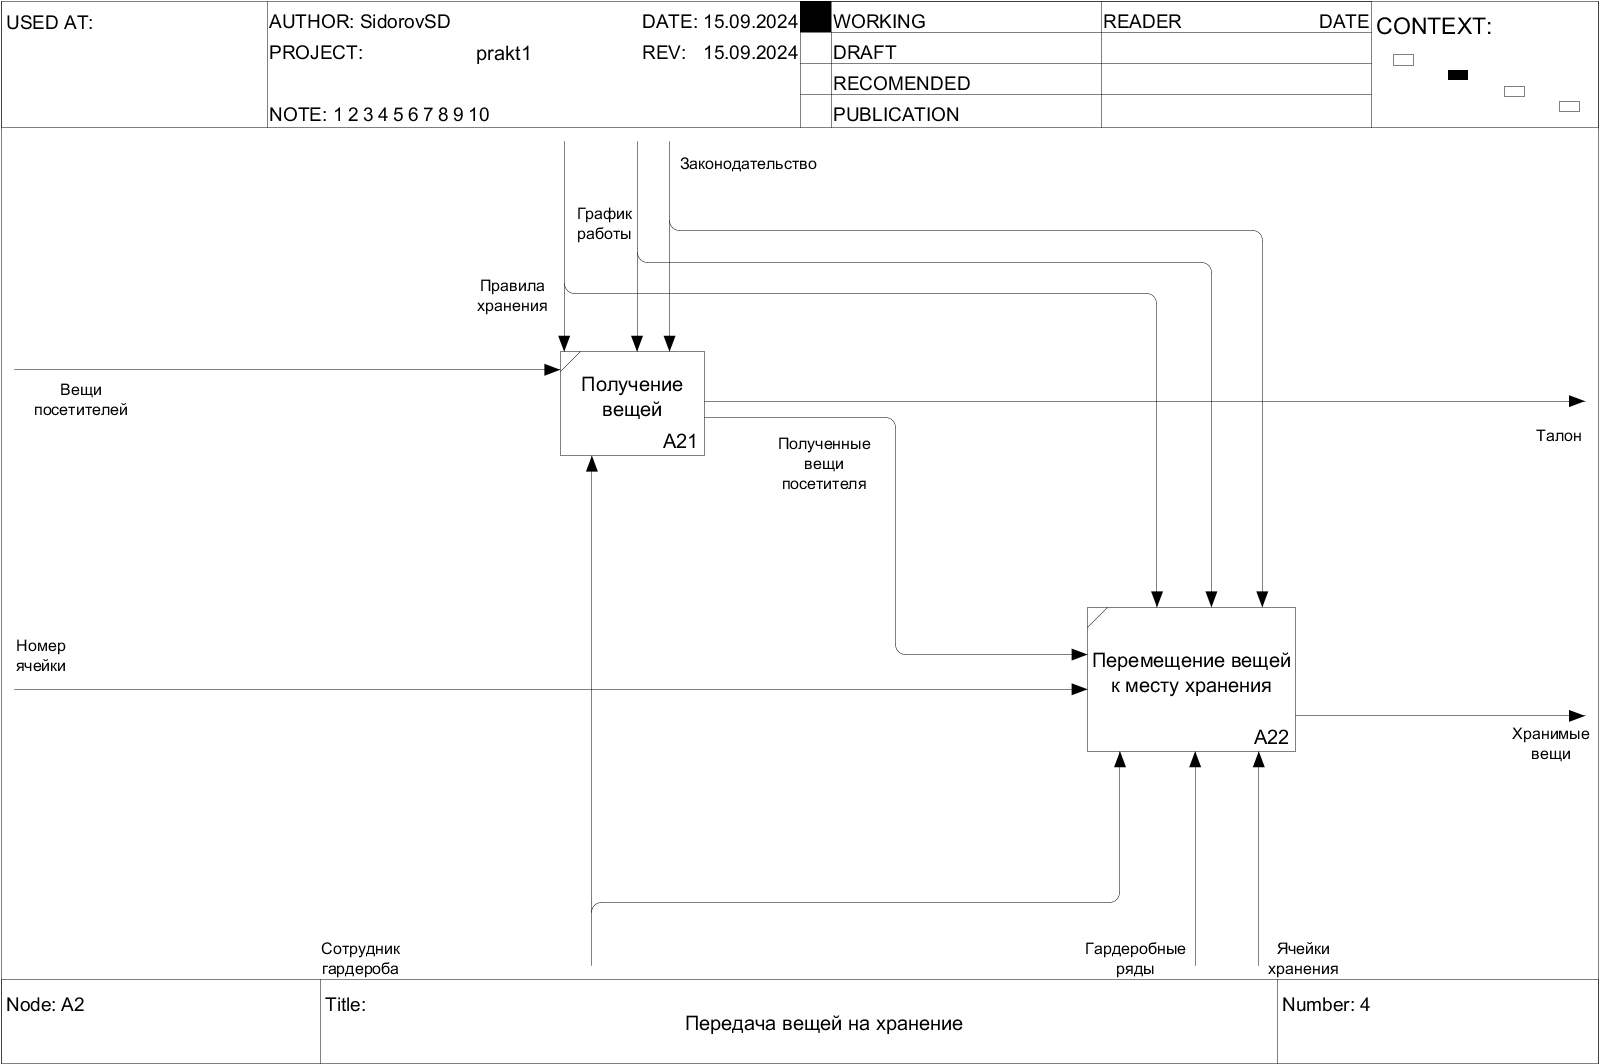 USED AT:
AUTHOR: SidorovSD
DATE: 15.09.2024
WORKING
READER
DATE
CONTEXT:
PROJECT:
prakt1
REV: 15.09.2024
DRAFT
RECOMENDED
NOTE: 1 2 3 4 5 6 7 8 9 10
PUBLICATION
Законодательство
График
работы
Правила
хранения
Вещи
посетителей
Получение
вещей
A21
Талон
Полученные
вещи
посетителя
Номер
ячейки
Перемещение вещей
к месту хранения
A22
Хранимые
вещи
Сотрудник
гардероба
Гардеробные
ряды
Ячейки
хранения
Node: A2
Title:
Передача вещей на хранение
Number: 4